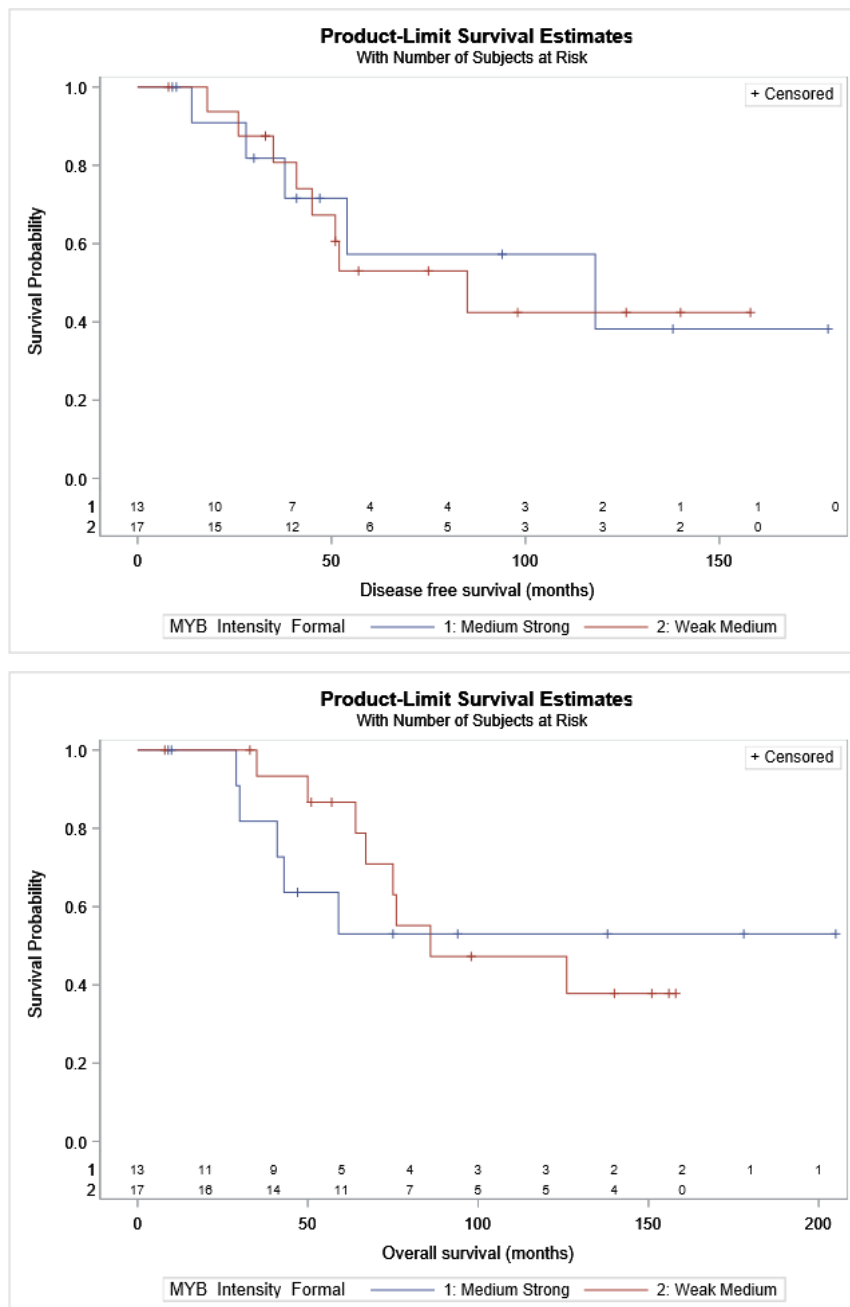 Product-Limit Survival Estimates
With Number of Subjects at Risk
+ Censored
1.0
0.8
0.6
0.4
0.2
0.0
Survival Probability
1 13 10 7 4 4 3 2 1 1 0
2 17 15 12 6 5 3 3 2 0
0 50 100 150
Disease free survival (months)
MYB Intensity Formal 1: Medium Strong 2: Weak Medium
Product-Limit Survival Estimates
With Number of Subjects at Risk
+ Censored
1.0
0.8
0.6
0.4
0.2
0.0
Survival Probability
1 13 11 9 5 4 3 3 2 2 1 1
2 17 16 14 11 7 5 5 4 0
0 50 100 150 200
Overall survival (months)
MYB Intensity Formal 1: Medium Strong 2: Weak Medium